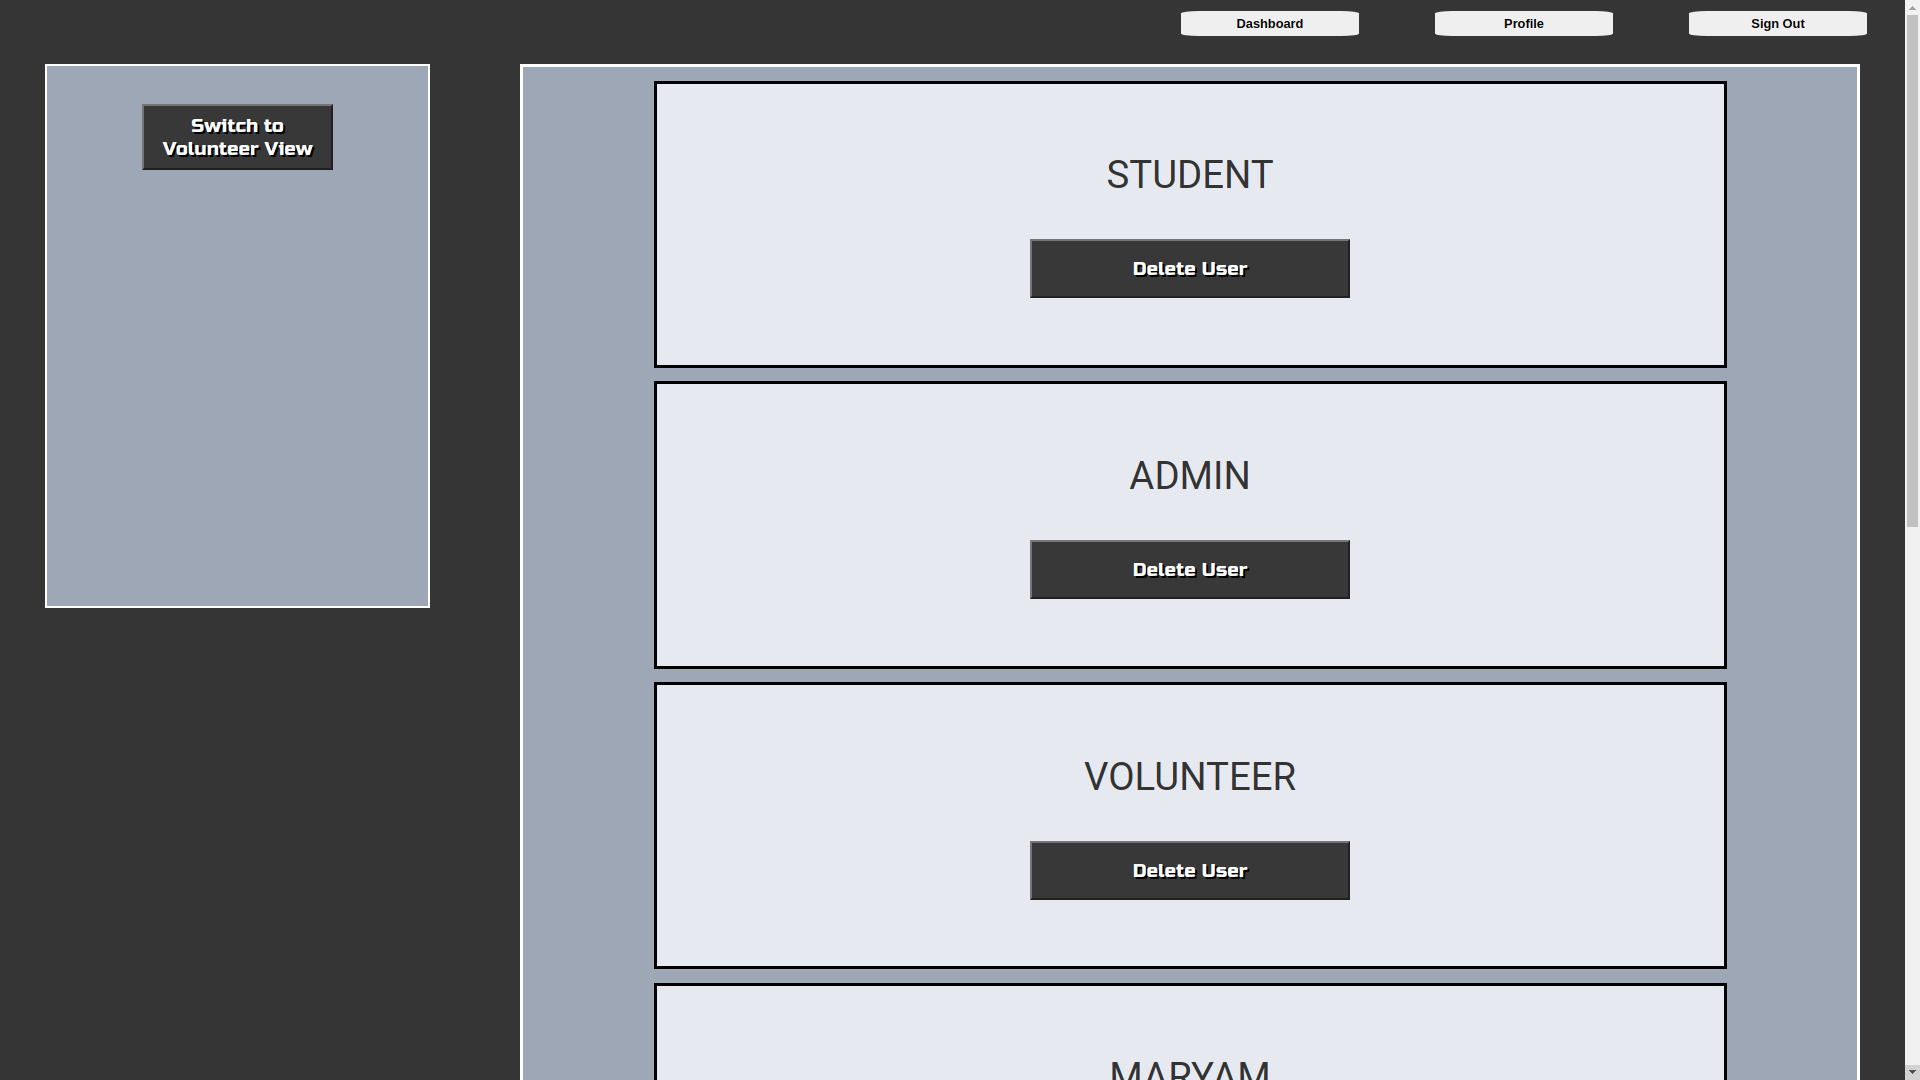 Dashboard
Profile
Sign Out
Switch to
Volunteer View
STUDENT
Delete User
ADMIN
Delete User
VOLUNTEER
Delete User
MARYAM